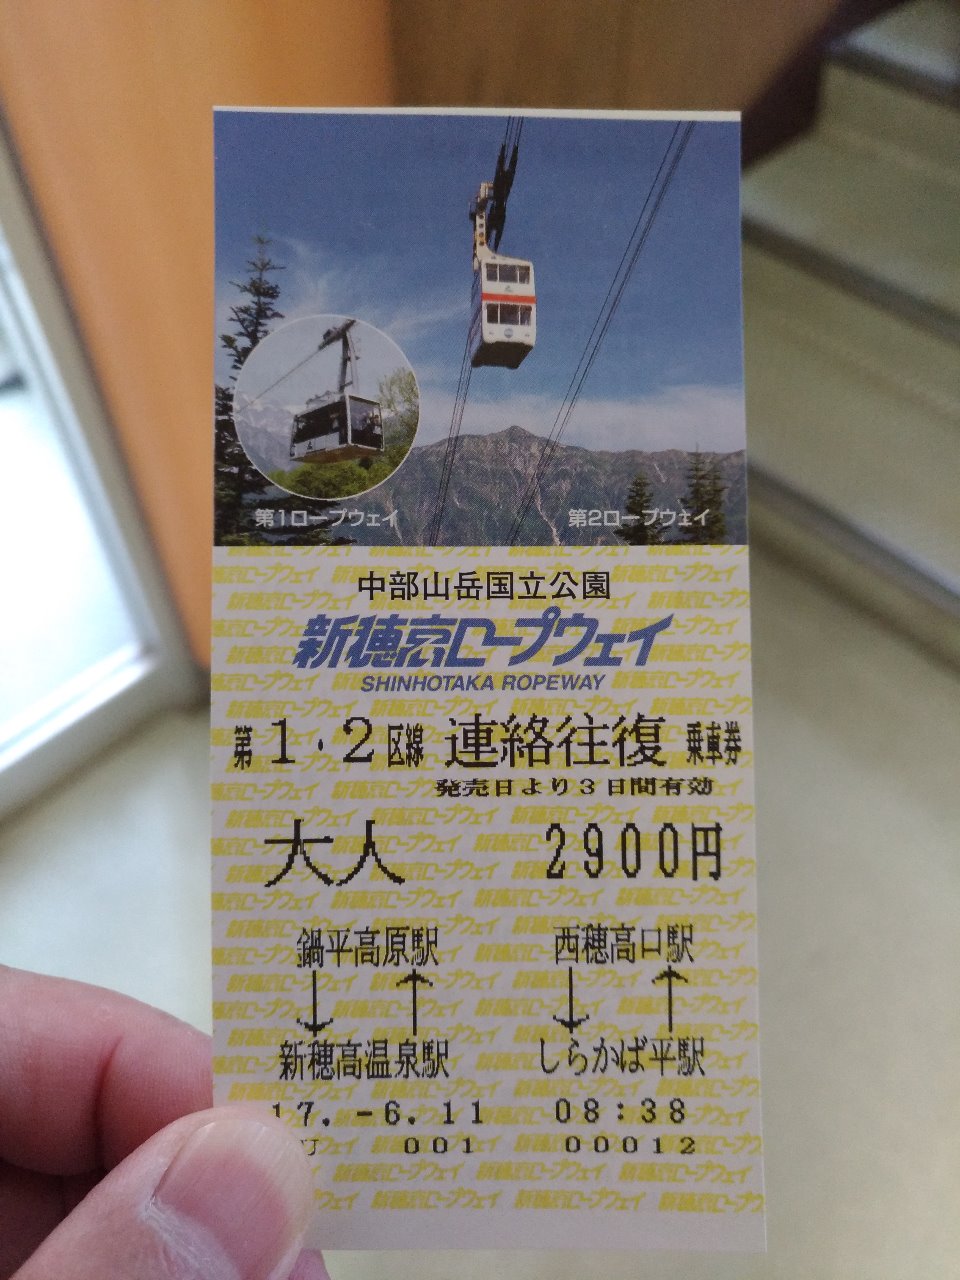 第1ロープウェイ 第2ロープウェイ
中部山岳国立公園
新穂高ロープウェイ
SHINHOTAKA ROPEWAY
第1・2区線 連絡往復 乗車券
発売日より3日間有効
大人 2900円
鍋平高原駅 西穂高口駅
↓↑ ↓↑
新穂高温泉駅 しらかば平駅
17.-6.11 08:38
001 00012